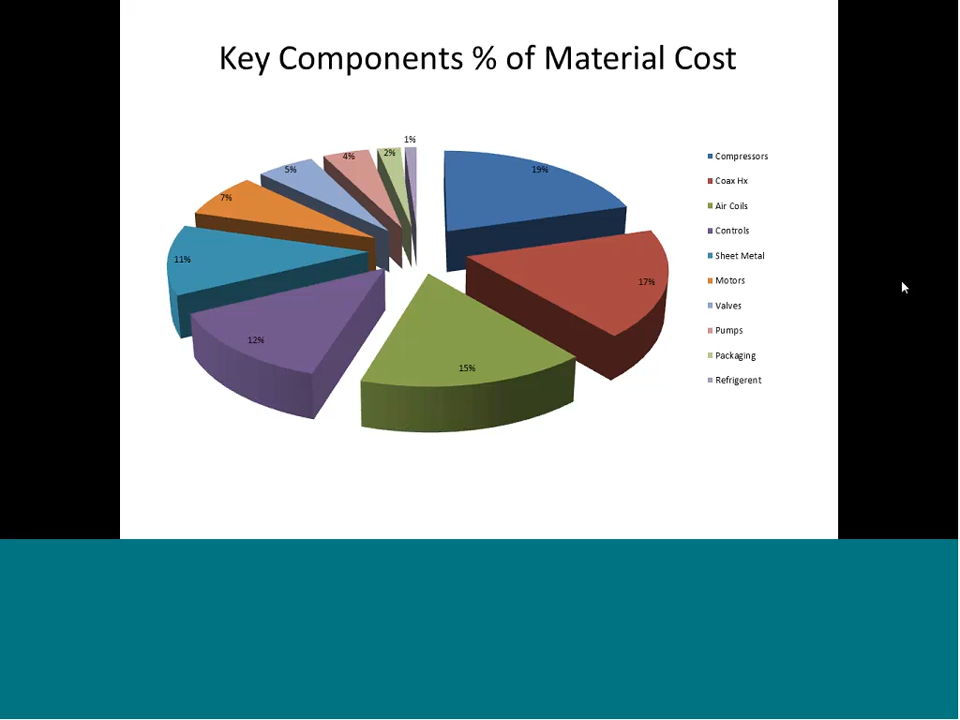 Key Components % of Material Cost
1%
2%
4%
5%
19%
7%
11%
17%
12%
15%
Compressors
Coax Hx
Air Coils
Controls
Sheet Metal
Motors
Valves
Pumps
Packaging
Refrigerent